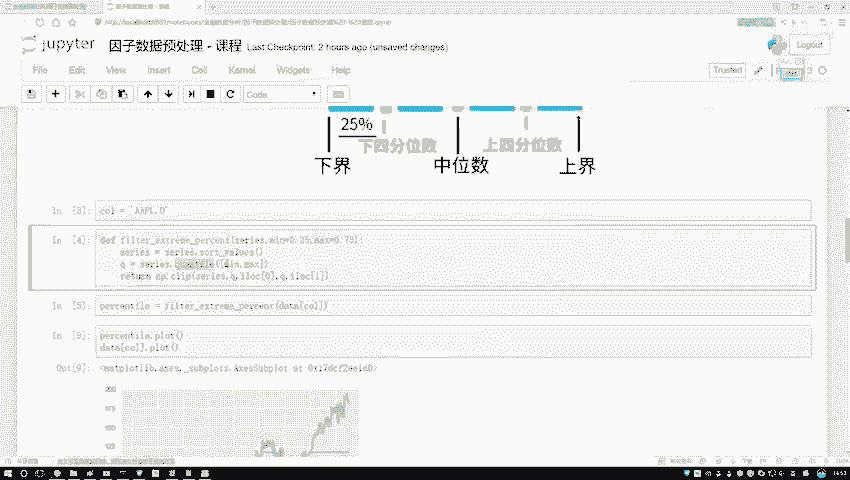 jupyter 因子数据预处理 - 课程 Last Checkpoint: 2 hours ago (unsaved changes)
Logout
File Edit View Insert Cell Kernel Widgets Help
Trusted
Code
25%
下四分位数 上四分位数
下界 中位数 上界
In [3]: col = 'AAPL.O'
In [4]: def filter_extreme_percent(series,min=0.25,max=0.75):
series = series.sort_values()
q = series.quantile([min,max])
return np.clip(series,q.iloc[0],q.iloc[1])
In [5]: percentile = filter_extreme_percent(data[col])
In [9]: percentile.plot()
data[col].plot()
Out[9]: <matplotlib.axes._subplots.AxesSubplot at
200
175
150
125